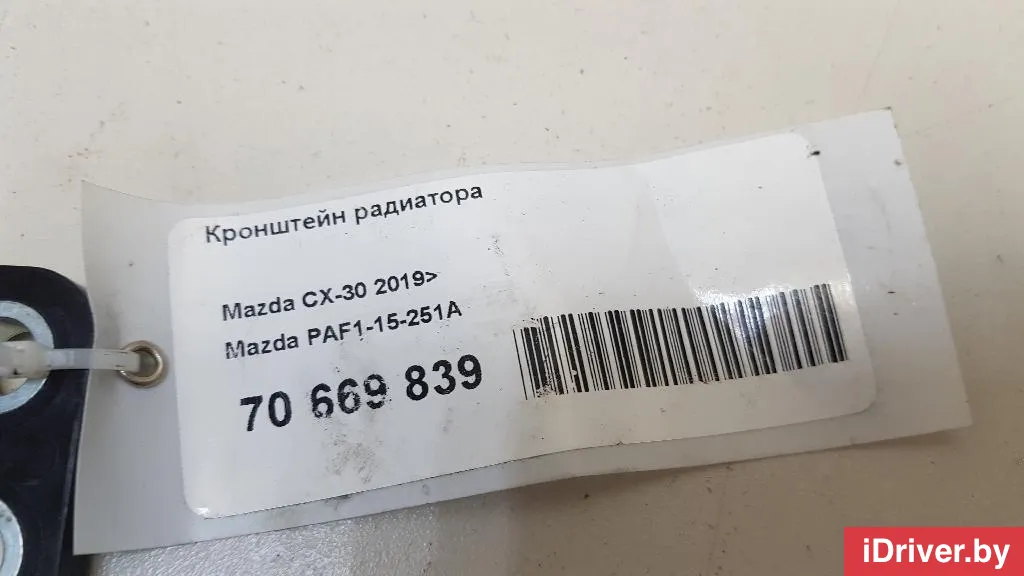 Кронштейн радиатора
Mazda CX-30 2019>
Mazda PAF1-15-251A
70 669 839
iDriver.by